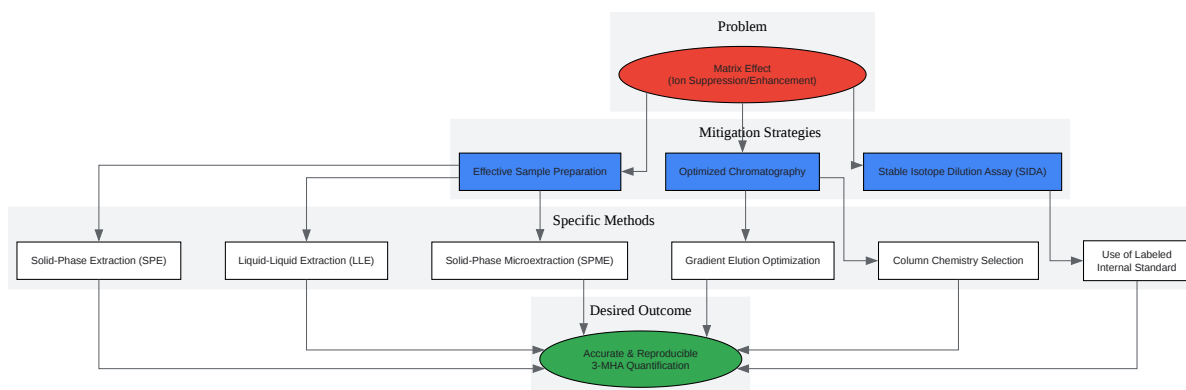 Problem
Matrix Effect
(Ion Suppression/Enhancement)
Mitigation Strategies
Effective Sample Preparation
Optimized Chromatography
Stable Isotope Dilution Assay (SIDA)
Specific Methods
Solid-Phase Extraction (SPE)
Liquid-Liquid Extraction (LLE)
Solid-Phase Microextraction (SPME)
Gradient Elution Optimization
Column Chemistry Selection
Use of Labeled
Internal Standard
Desired Outcome
Accurate & Reproducible
3-MHA Quantification